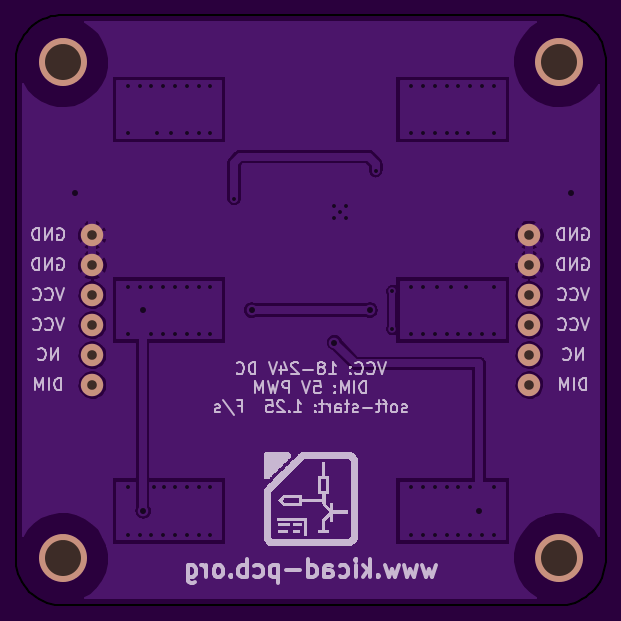 GND
GND
VCC
VCC
NC
DIM
GND
GND
VCC
VCC
NC
DIM
VCC: 18-24V DC
DIM: 5V PWM
soft-start: 1.25 F/s
www.kicad-pcb.org